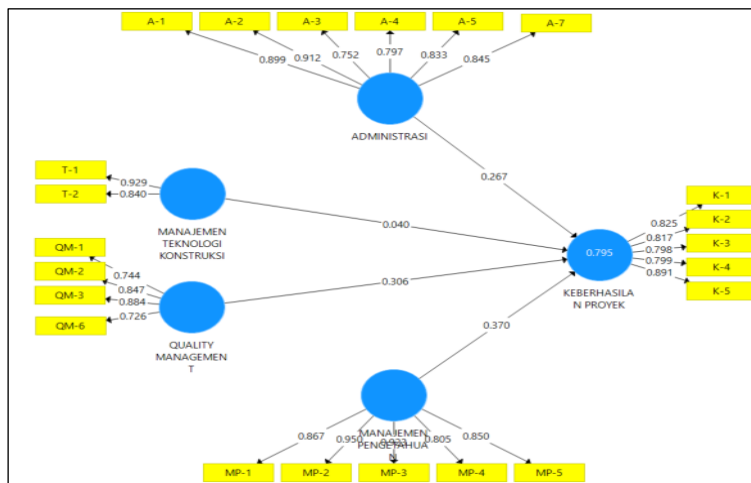 A-1 A-2 A-3 A-4 A-5 A-7
0.899 0.912 0.752 0.797 0.833 0.845
ADMINISTRASI
T-1
T-2
0.929
0.840
MANAJEMEN
TEKNOLOGI
KONSTRUKSI
0.267
0.040
QM-1
QM-2
QM-3
QM-6
0.744
0.847
0.884
0.726
QUALITY
MANAGEMEN
T
0.306
0.370
0.795
KEBERHASILA
N PROYEK
0.825
0.817
0.798
0.799
0.891
K-1
K-2
K-3
K-4
K-5
MANAJEMEN
PENGETAHUA
N
0.867 0.950 0.805 0.850
MP-1 MP-2 MP-3 MP-4 MP-5